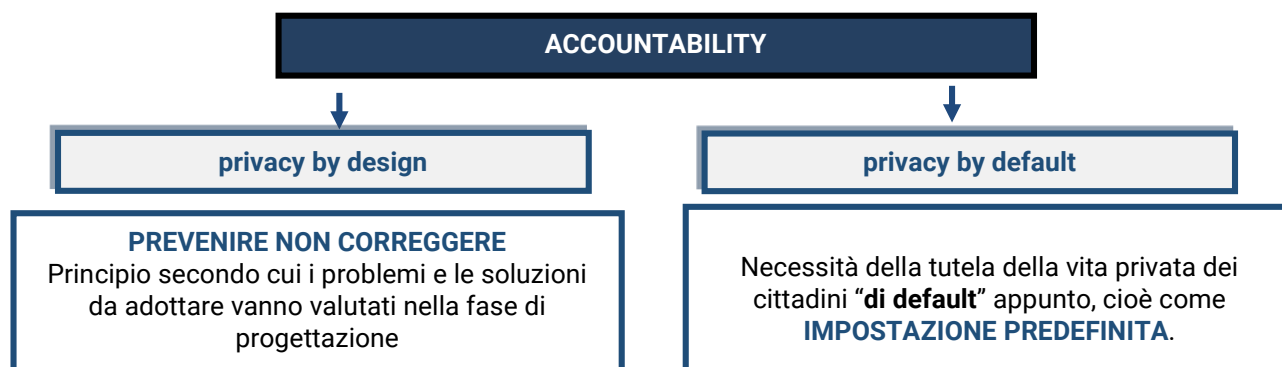 ACCOUNTABILITY
privacy by design
PREVENIRE NON CORREGGERE
Principio secondo cui i problemi e le soluzioni
da adottare vanno valutati nella fase di
progettazione
privacy by default
Necessità della tutela della vita privata dei
cittadini “di default” appunto, cioè come
IMPOSTAZIONE PREDEFINITA.